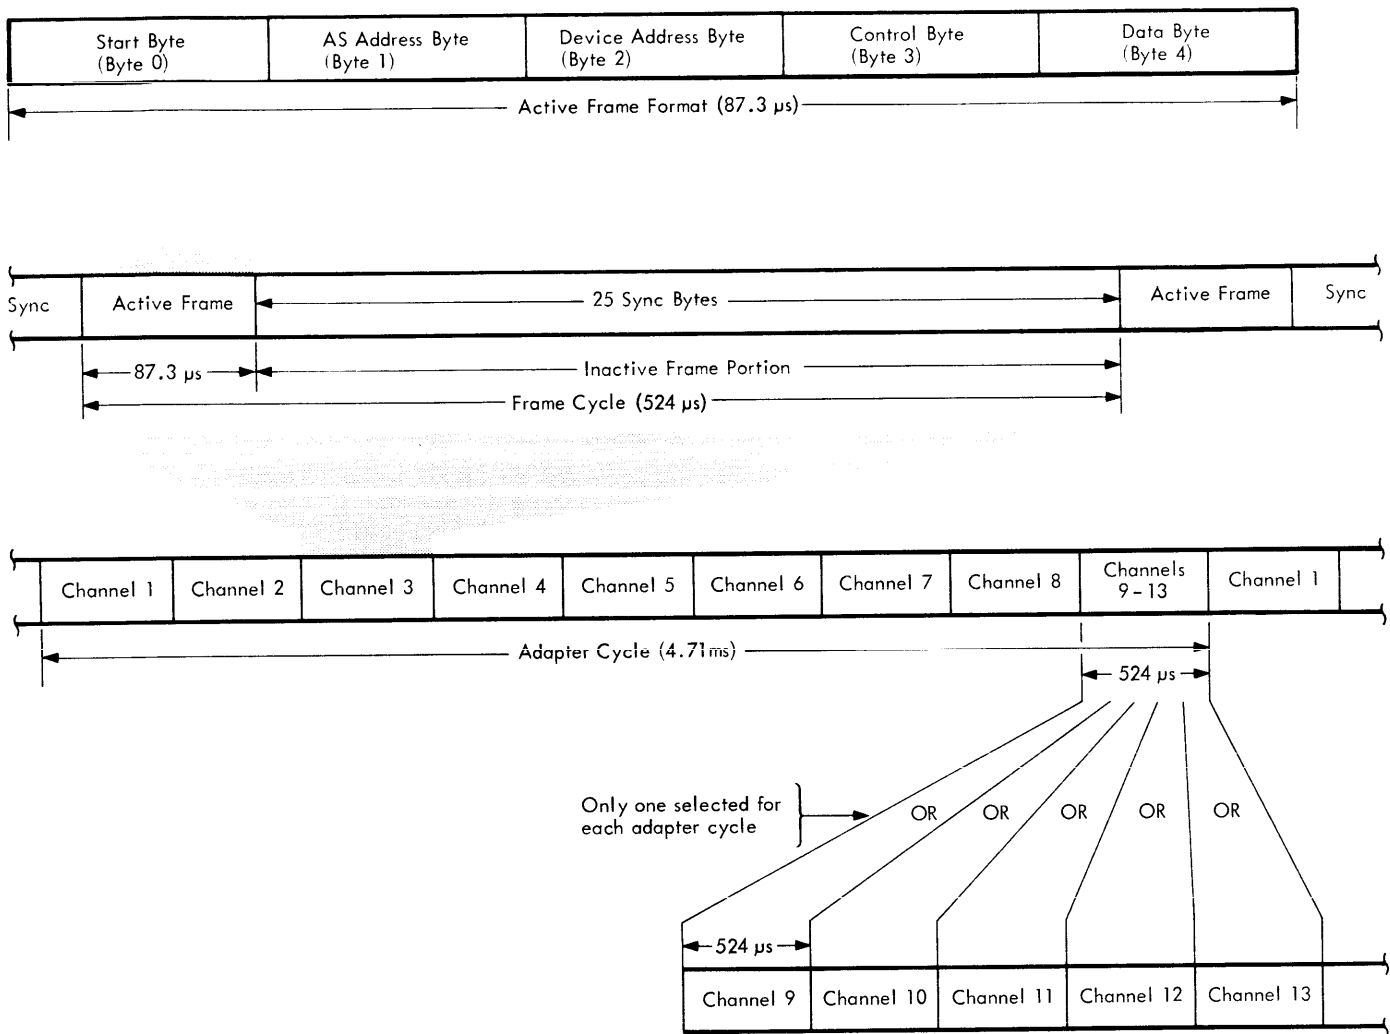 Start Byte
(Byte 0)
AS Address Byte
(Byte 1)
Device Address Byte
(Byte 2)
Control Byte
(Byte 3)
Data Byte
(Byte 4)
Active Frame Format (87.3 µs)
Sync
Active Frame
25 Sync Bytes
Active Frame
Sync
87.3 µs
Inactive Frame Portion
Frame Cycle (524 µs)
Channel 1
Channel 2
Channel 3
Channel 4
Channel 5
Channel 6
Channel 7
Channel 8
Channels
9-13
Channel 1
Adapter Cycle (4.71ms)
524 µs
Only one selected for
each adapter cycle
OR
OR
OR
OR
OR
524 µs
Channel 9
Channel 10
Channel 11
Channel 12
Channel 13